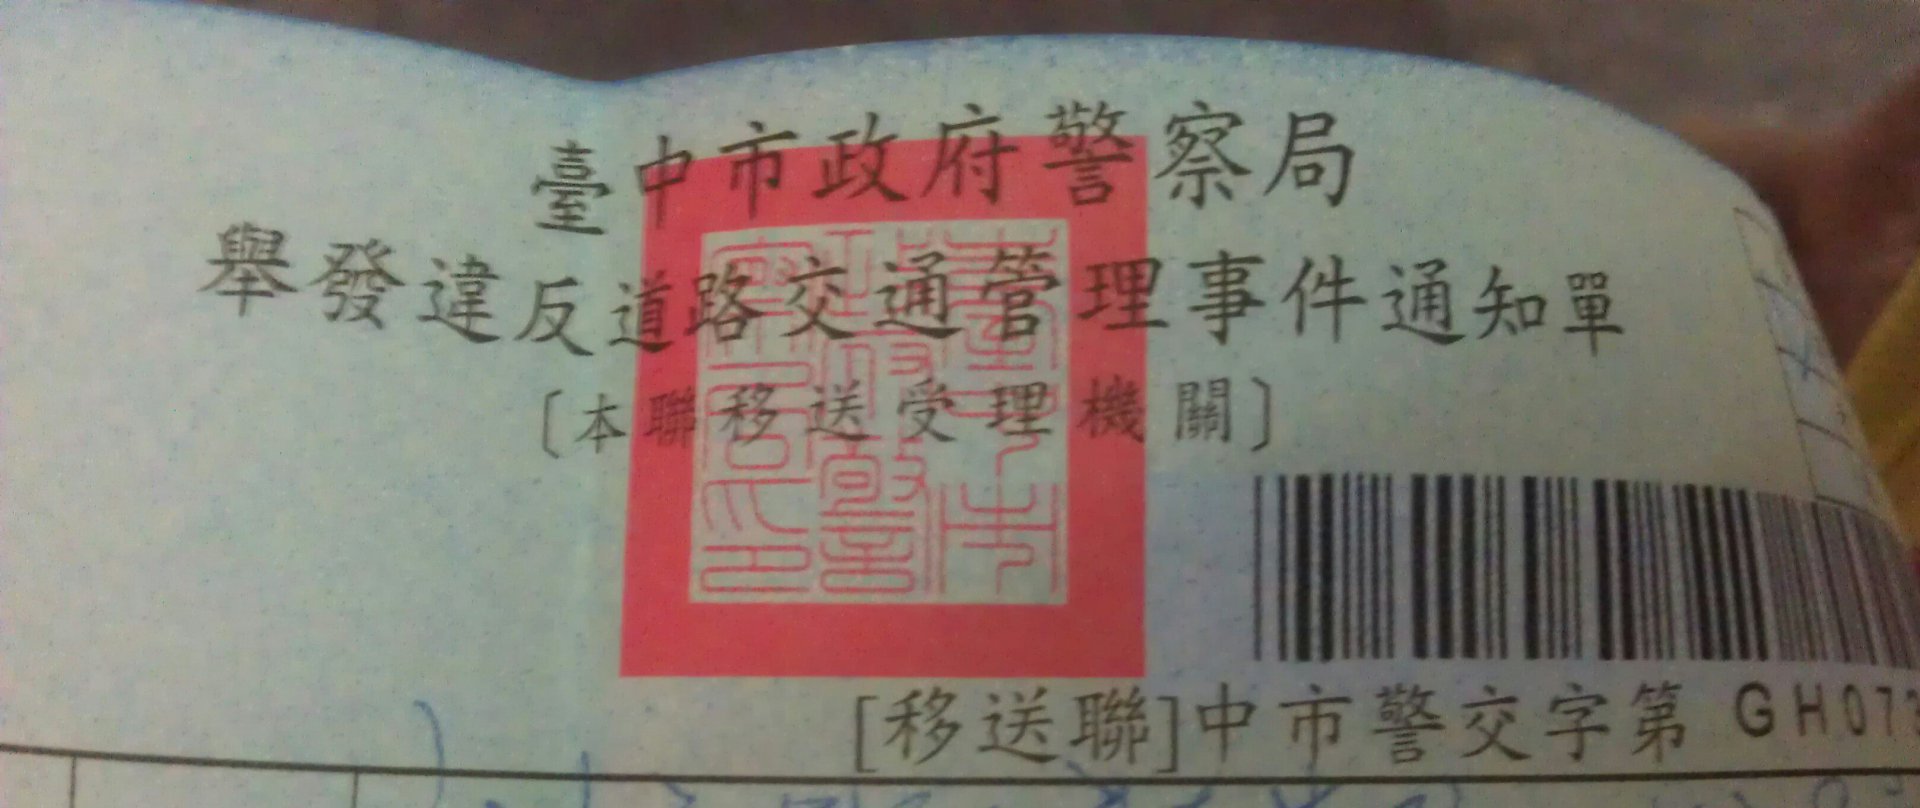 臺中市政府警察局
舉發違反道路交通管理事件通知單
〔本聯移送受理機關〕
[移送聯]中市警交字第 GH073